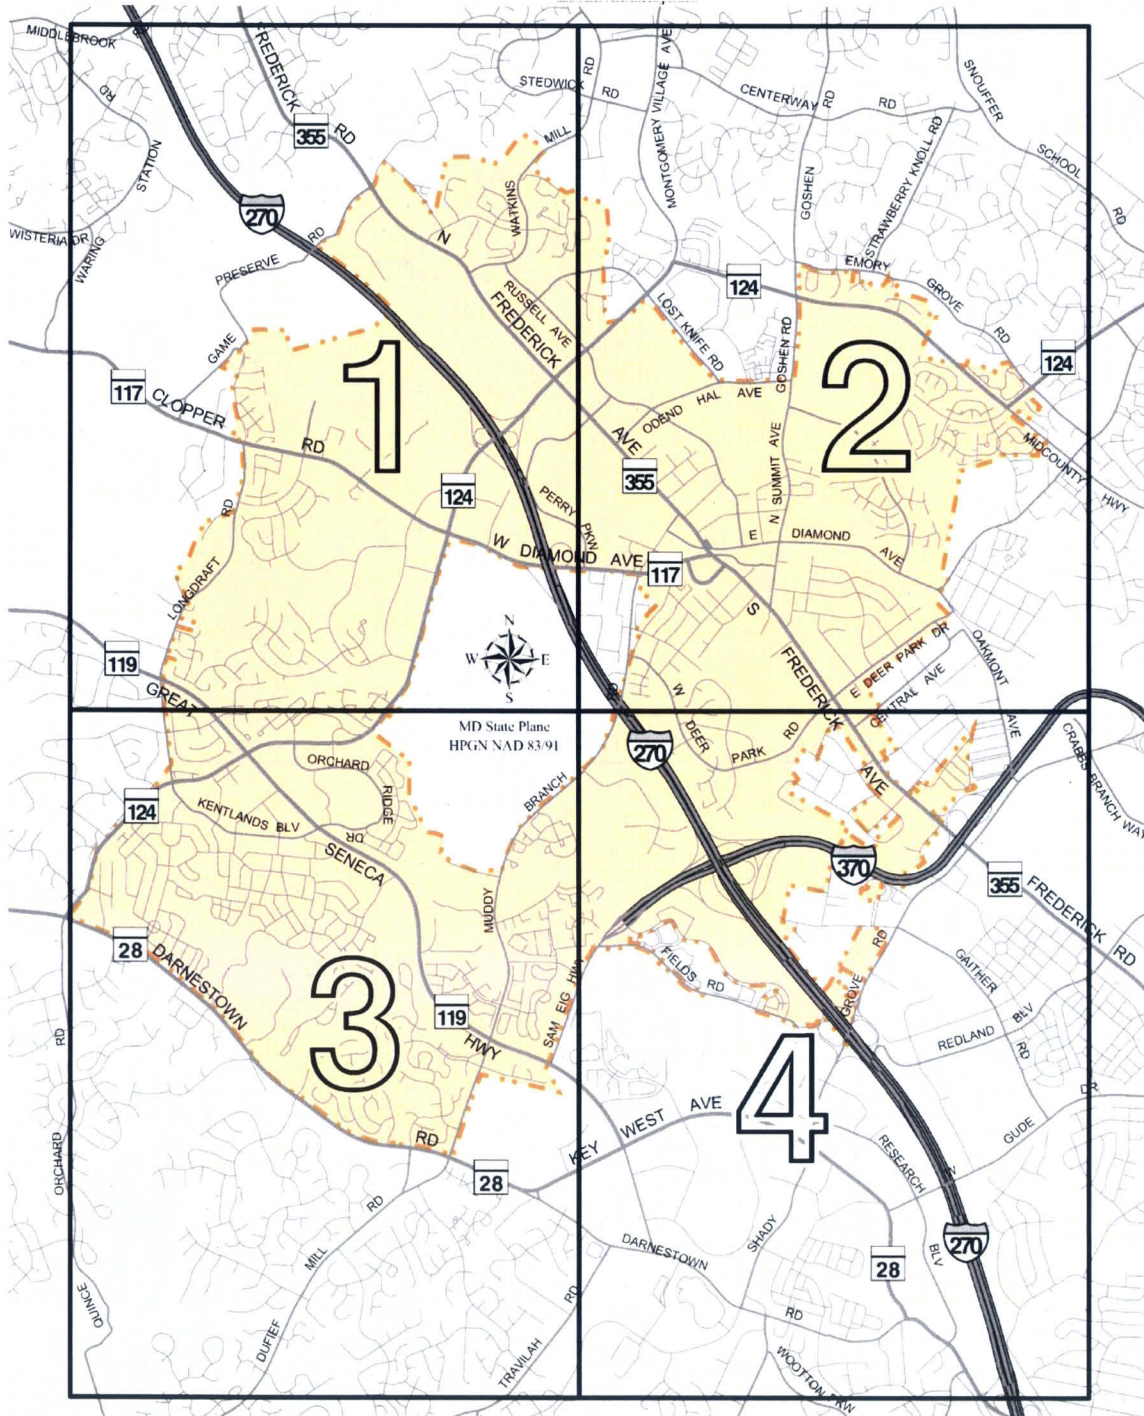 MIDDLEBROOK
RD
FREDERICK
RD
355
STEDWICK RD
RD
MONTGOMERY VILLAGE AVE
CENTERWAY RD
RD
SNOUFFER
SCHOOL
RD
STATION
WARING
WISTERIA DR
270
MILL
WATKINS
GOSHEN
STRAWBERRY KNOLL RD
PRESERVE
RD
GAME
N
FREDERICK
AVE
RUSSELL AVE
LOST KNIFE RD
124
EMORY
GROVE
RD
124
GOSHEN RD
1
2
117
CLOPPER
RD
ODEND HAL AVE
355
N SUMMIT AVE
MIDCOUNTY
HWY
124
PERRY PKW
W DIAMOND AVE
117
E DIAMOND
AVE
LONGDRAFT
RD
119
GREAT
N
W E
S
S
FREDERICK
AVE
E DEER PARK DR
CENTRAL AVE
OAKMONT
AVE
W
DEER
PARK
RD
MD State Plane
HPGN NAD 83/91
270
CRABBS BRANCH WAY
ORCHARD
RIDGE
DR
124
KENTLANDS BLV
SENECA
BRANCH
MUDDY
370
355
FREDERICK RD
28
DARNESTOWN
RD
3
119
HWY
SAM EIG HWY
FIELDS RD
GROVE
RD
GAITHER
RD
REDLAND BLV
4
KEY WEST AVE
GUDE
DR
RD
ORCHARD
QUINCE
28
RESEARCH
BLV
270
MILL
RD
DUFIEF
DARNESTOWN
RD
SHADY
28
TRAVILAH
RD
WOOTTON PKW